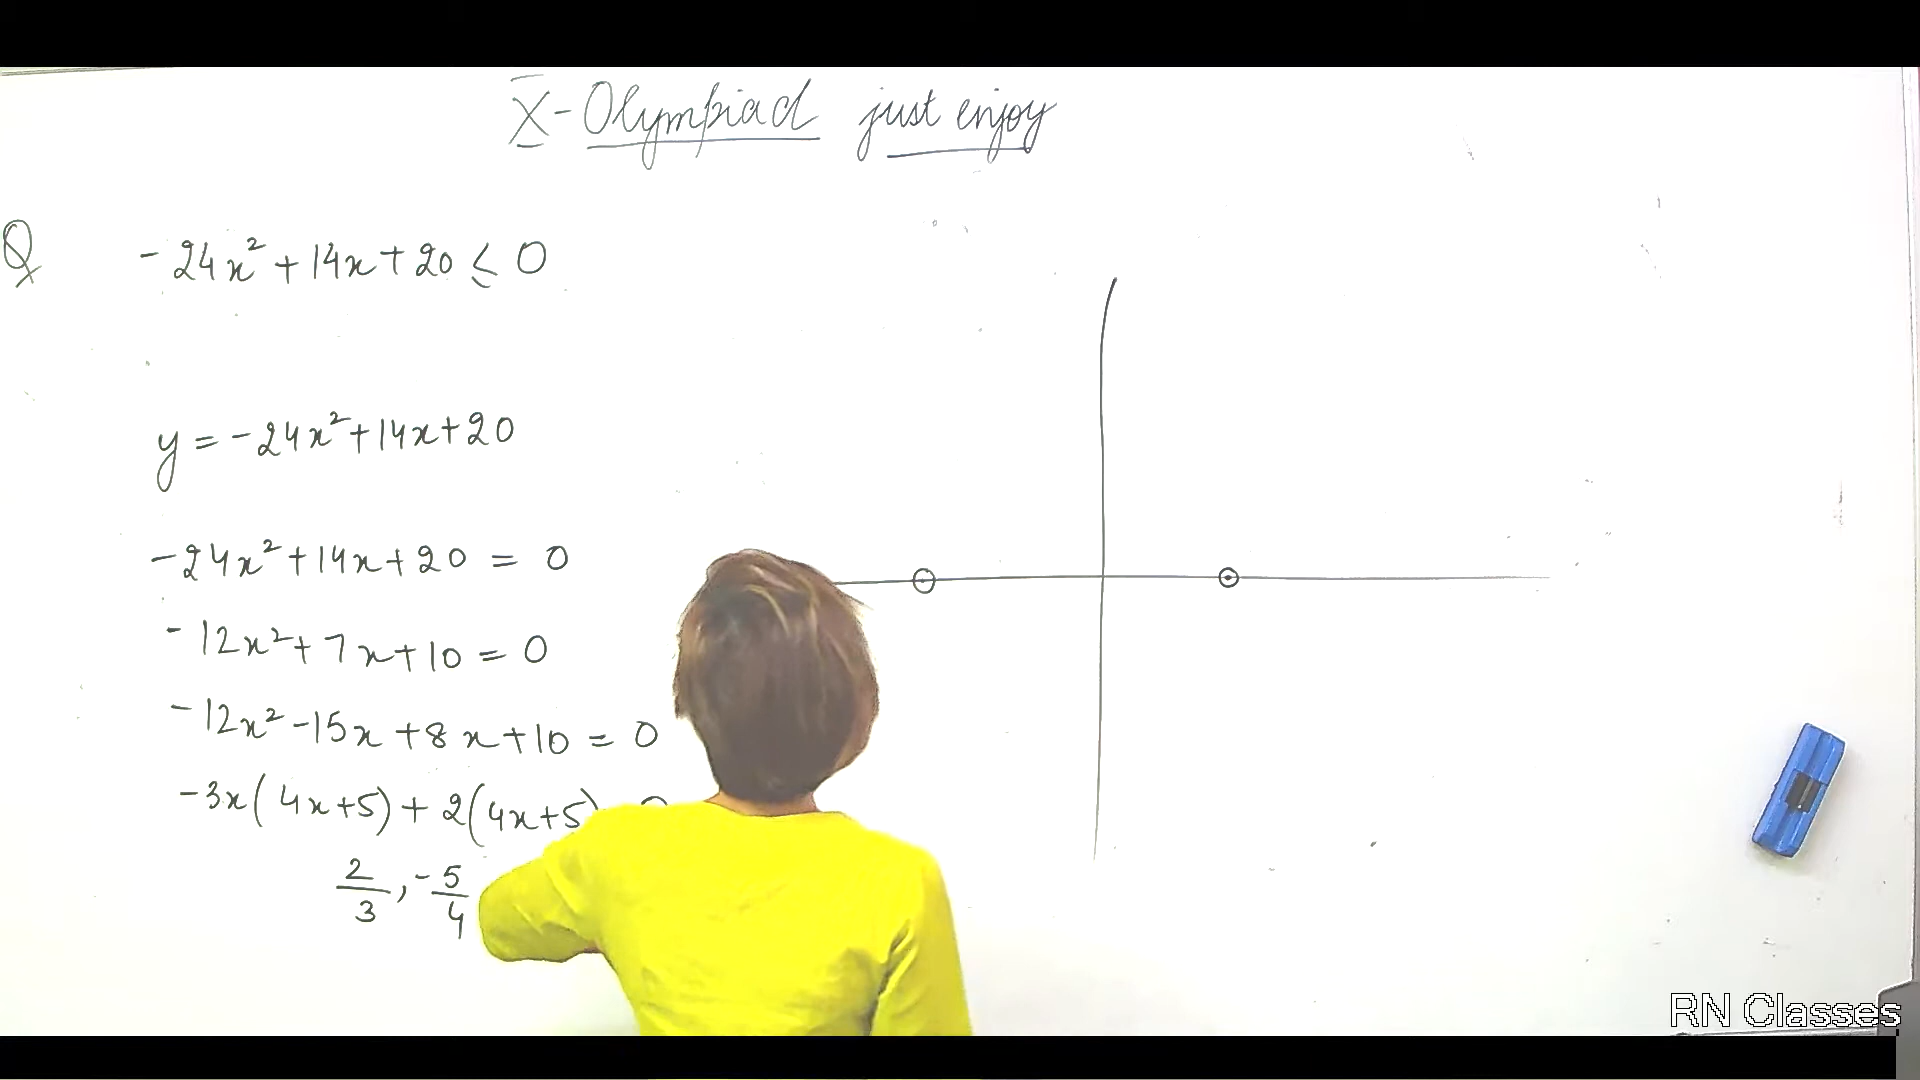 X-Olympiad just enjoy
Q -24x²+14x+20 ≤ 0
y = -24x²+14x+20
-24x²+14x+20 = 0
-12x²+7x+10 = 0
-12x²-15x+8x+10 = 0
-3x(4x+5)+2(4x+5)
2/3, -5/4
RN Classes